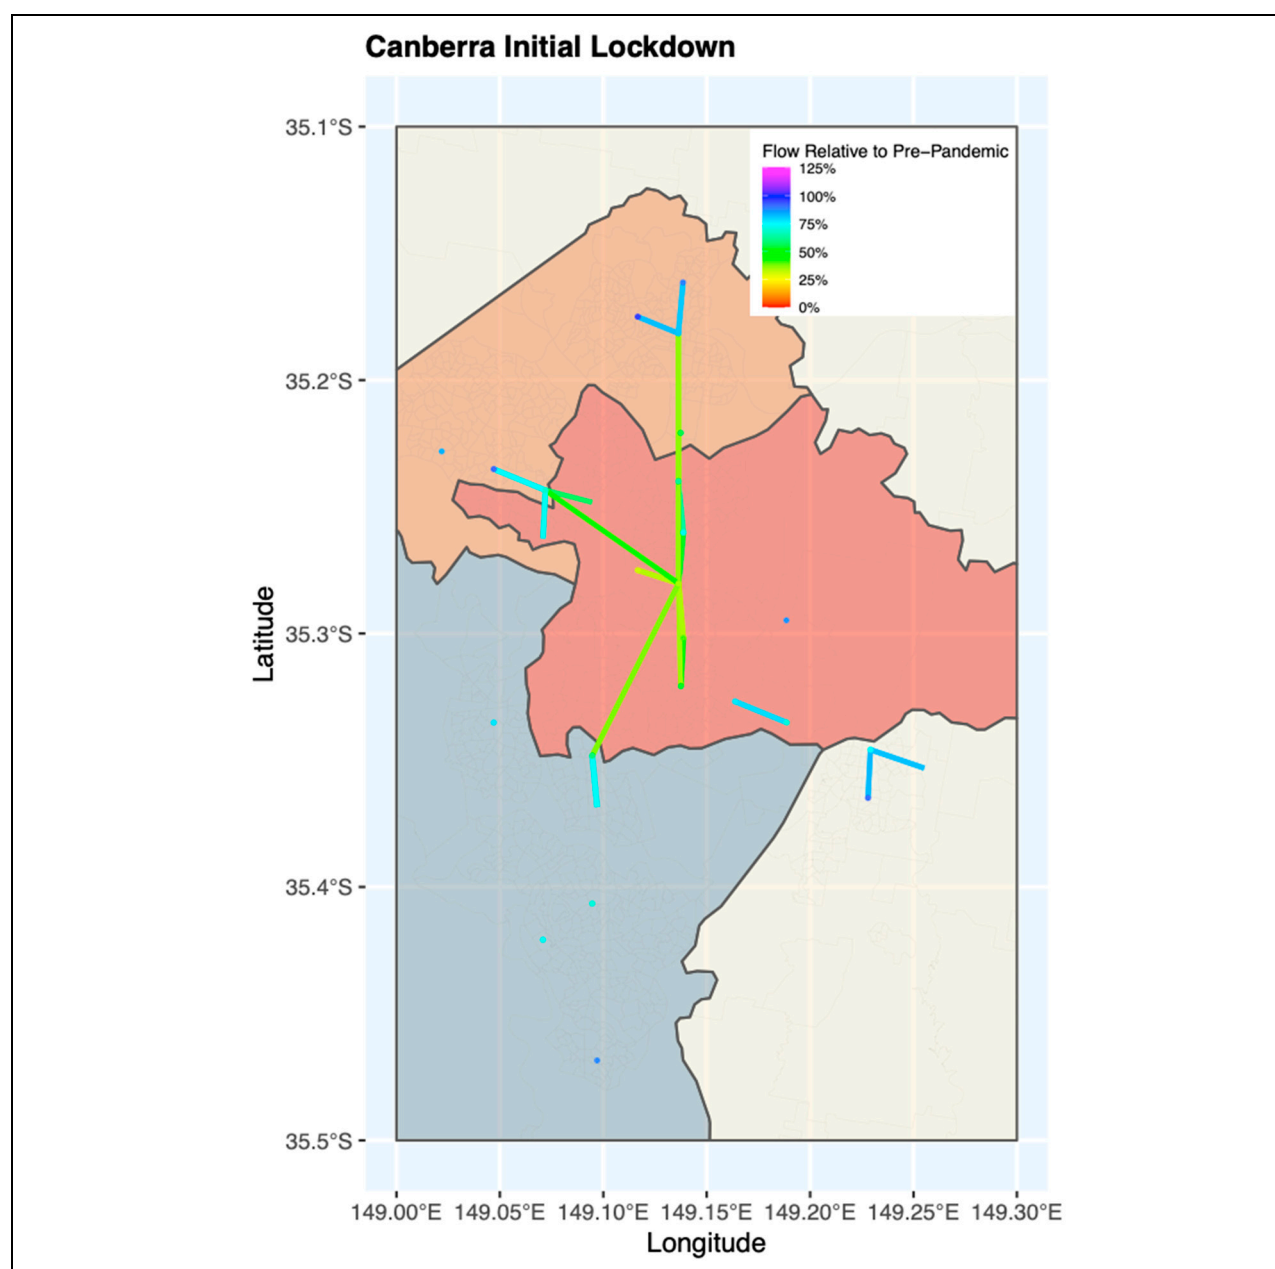 Canberra Initial Lockdown
Flow Relative to Pre-Pandemic
125%
100%
75%
50%
25%
0%
35.1°S
35.2°S
35.3°S
35.4°S
35.5°S
Latitude
149.00°E 149.05°E 149.10°E 149.15°E 149.20°E 149.25°E 149.30°E
Longitude